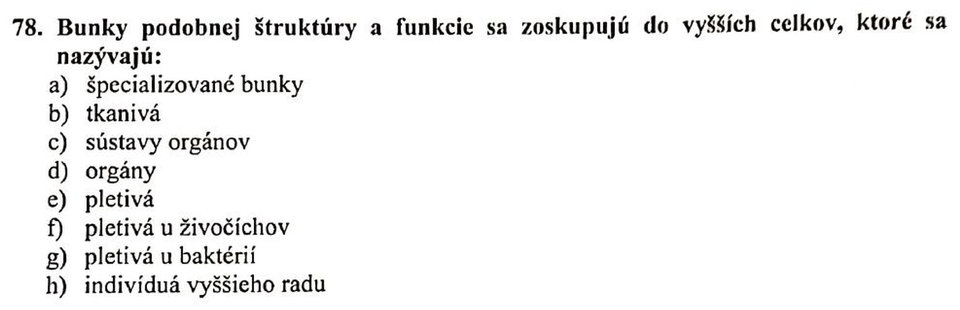 78. Bunky podobnej štruktúry a funkcie sa zoskupujú do vyšších celkov, ktoré sa
nazývajú:
a) špecializované bunky
b) tkanivá
c) sústavy orgánov
d) orgány
e) pletivá
f) pletivá u živočíchov
g) pletivá u baktérií
h) indivíduá vyššieho radu